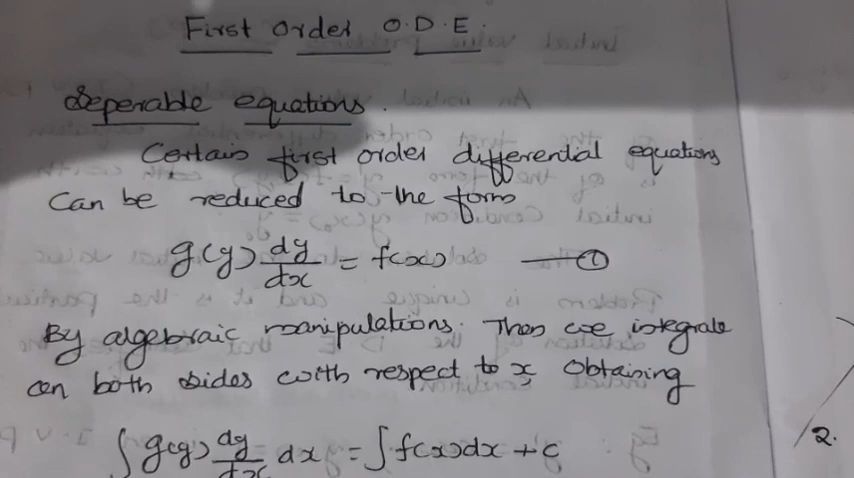 First Order O.D.E.
Seperable equations.
Certain first order differential equations
Can be reduced to the form
g(y) dy/dx = f(x) —①
By algebraic manipulations. Then we integrate
on both sides with respect to x, Obtaining
∫ g(y) dy/dx dx = ∫ f(x) dx + c
2.